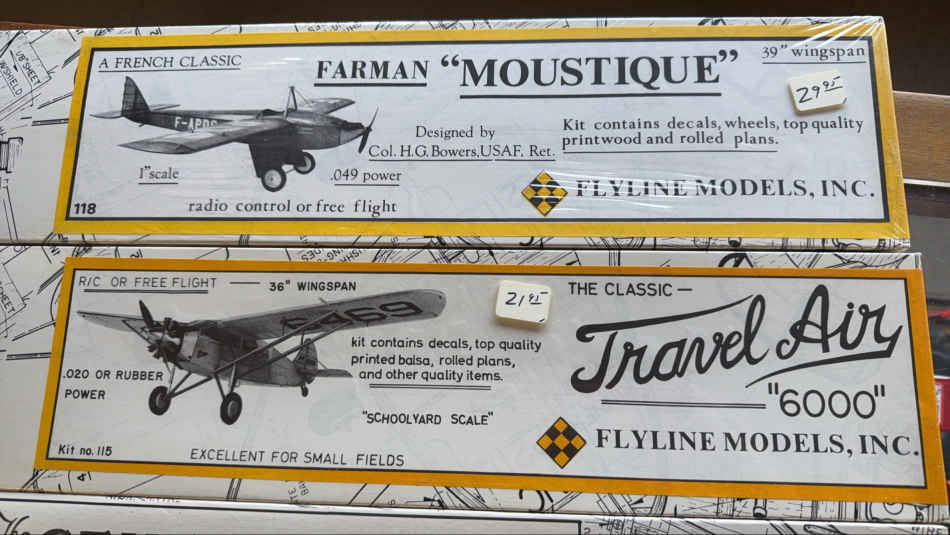 A FRENCH CLASSIC
FARMAN "MOUSTIQUE"
39" wingspan
29 95
F-APDS
Designed by
Col. H.G. Bowers, USAF, Ret.
Kit contains decals, wheels, top quality
printwood and rolled plans.
1" scale
.049 power
FLYLINE MODELS, INC.
118
radio control or free flight
R/C OR FREE FLIGHT — 36" WINGSPAN
21 95
THE CLASSIC —
Travel Air
"6000"
kit contains decals, top quality
printed balsa, rolled plans,
and other quality items.
.020 OR RUBBER
POWER
"SCHOOLYARD SCALE"
FLYLINE MODELS, INC.
Kit no. 115
EXCELLENT FOR SMALL FIELDS
The